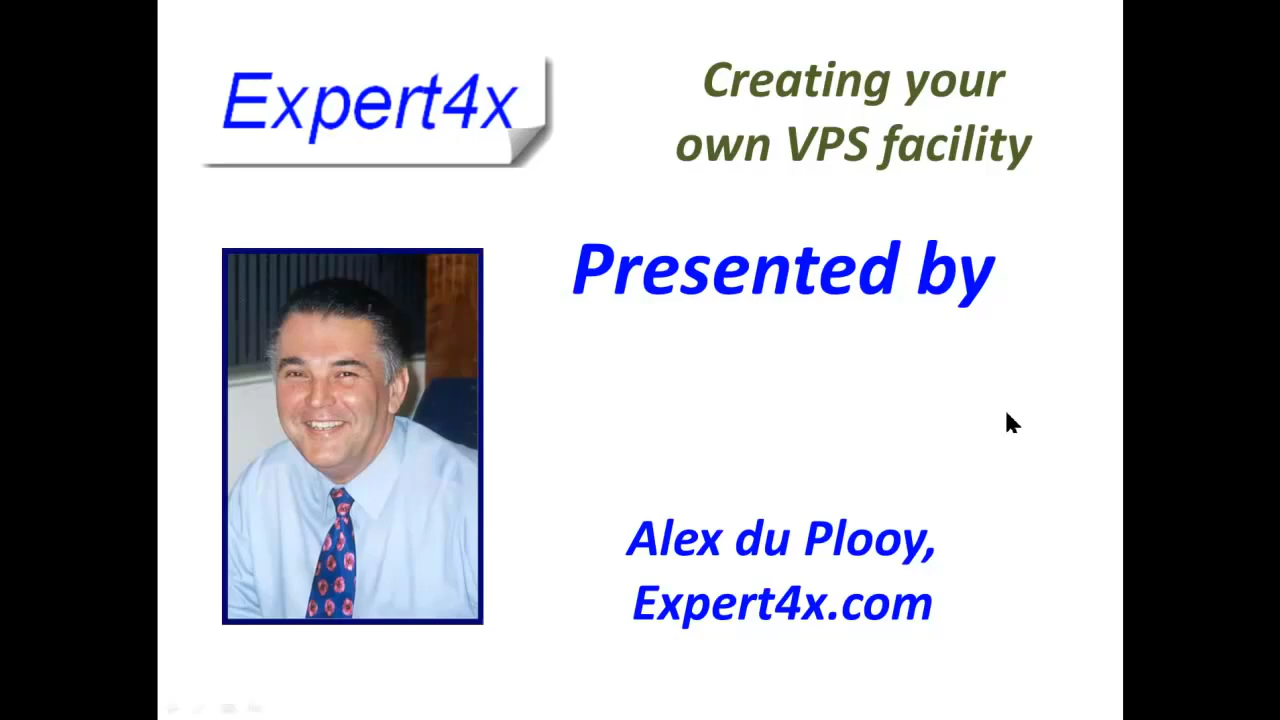 Expert4x
Creating your
own VPS facility
Presented by
Alex du Plooy,
Expert4x.com